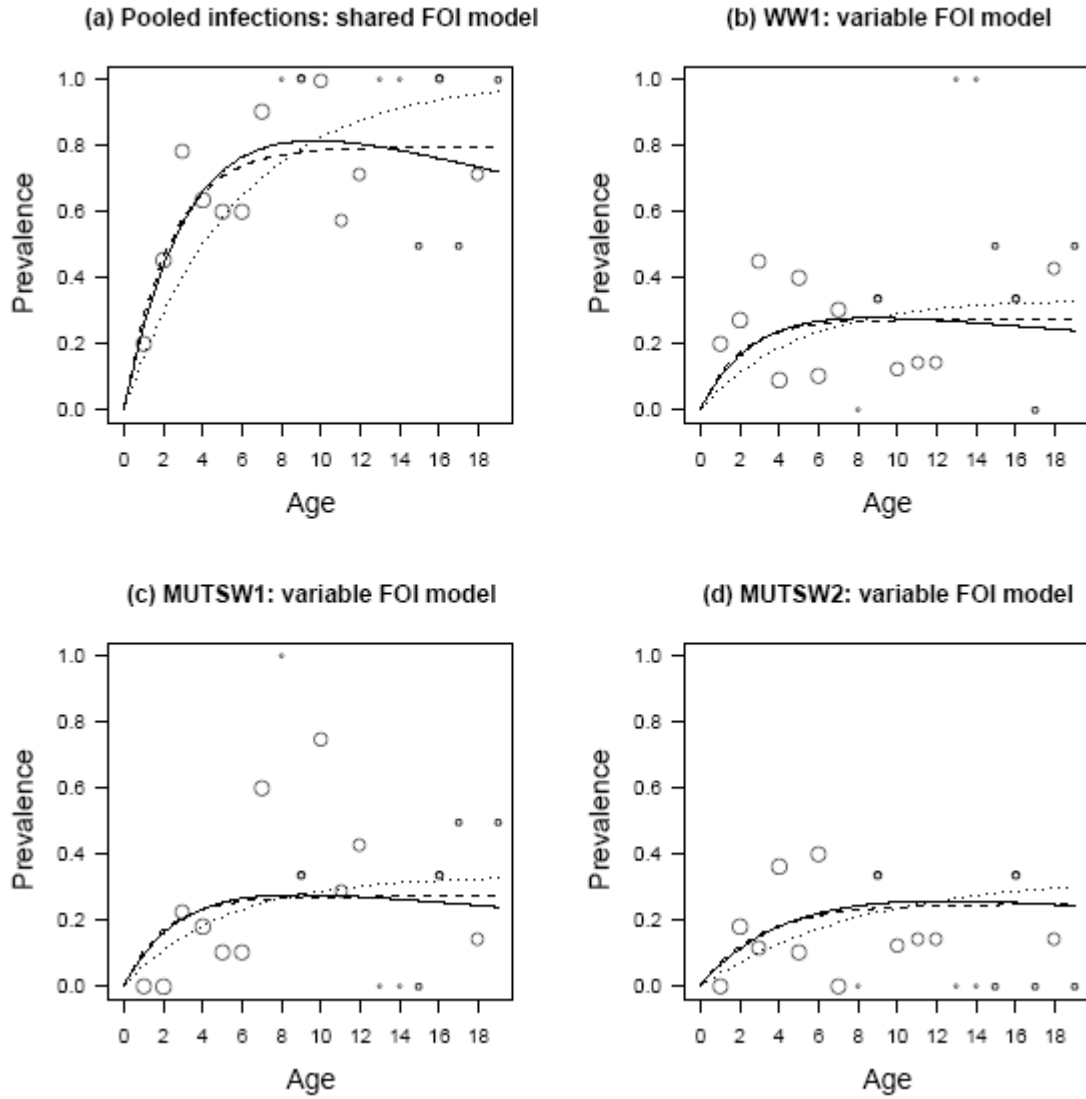 (a) Pooled infections: shared FOI model
(b) WW1: variable FOI model
1.0
0.8
0.6
0.4
0.2
0.0
Prevalence
0 2 4 6 8 10 12 14 16 18
Age
1.0
0.8
0.6
0.4
0.2
0.0
Prevalence
0 2 4 6 8 10 12 14 16 18
Age
(c) MUTSW1: variable FOI model
(d) MUTSW2: variable FOI model
1.0
0.8
0.6
0.4
0.2
0.0
Prevalence
0 2 4 6 8 10 12 14 16 18
Age
1.0
0.8
0.6
0.4
0.2
0.0
Prevalence
0 2 4 6 8 10 12 14 16 18
Age